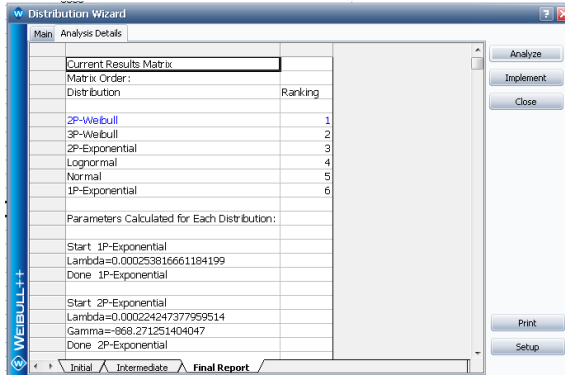 Distribution Wizard
Main Analysis Details
Current Results Matrix
Matrix Order:
Distribution Ranking
2P-Weibull 1
3P-Weibull 2
2P-Exponential 3
Lognormal 4
Normal 5
1P-Exponential 6
Parameters Calculated for Each Distribution:
Start 1P-Exponential
Lambda=0.000253816661184199
Done 1P-Exponential
Start 2P-Exponential
Lambda=0.000224247377959514
Gamma=-868.271251404047
Done 2P-Exponential
Initial Intermediate Final Report
Analyze
Implement
Close
Print
Setup
WEIBULL++